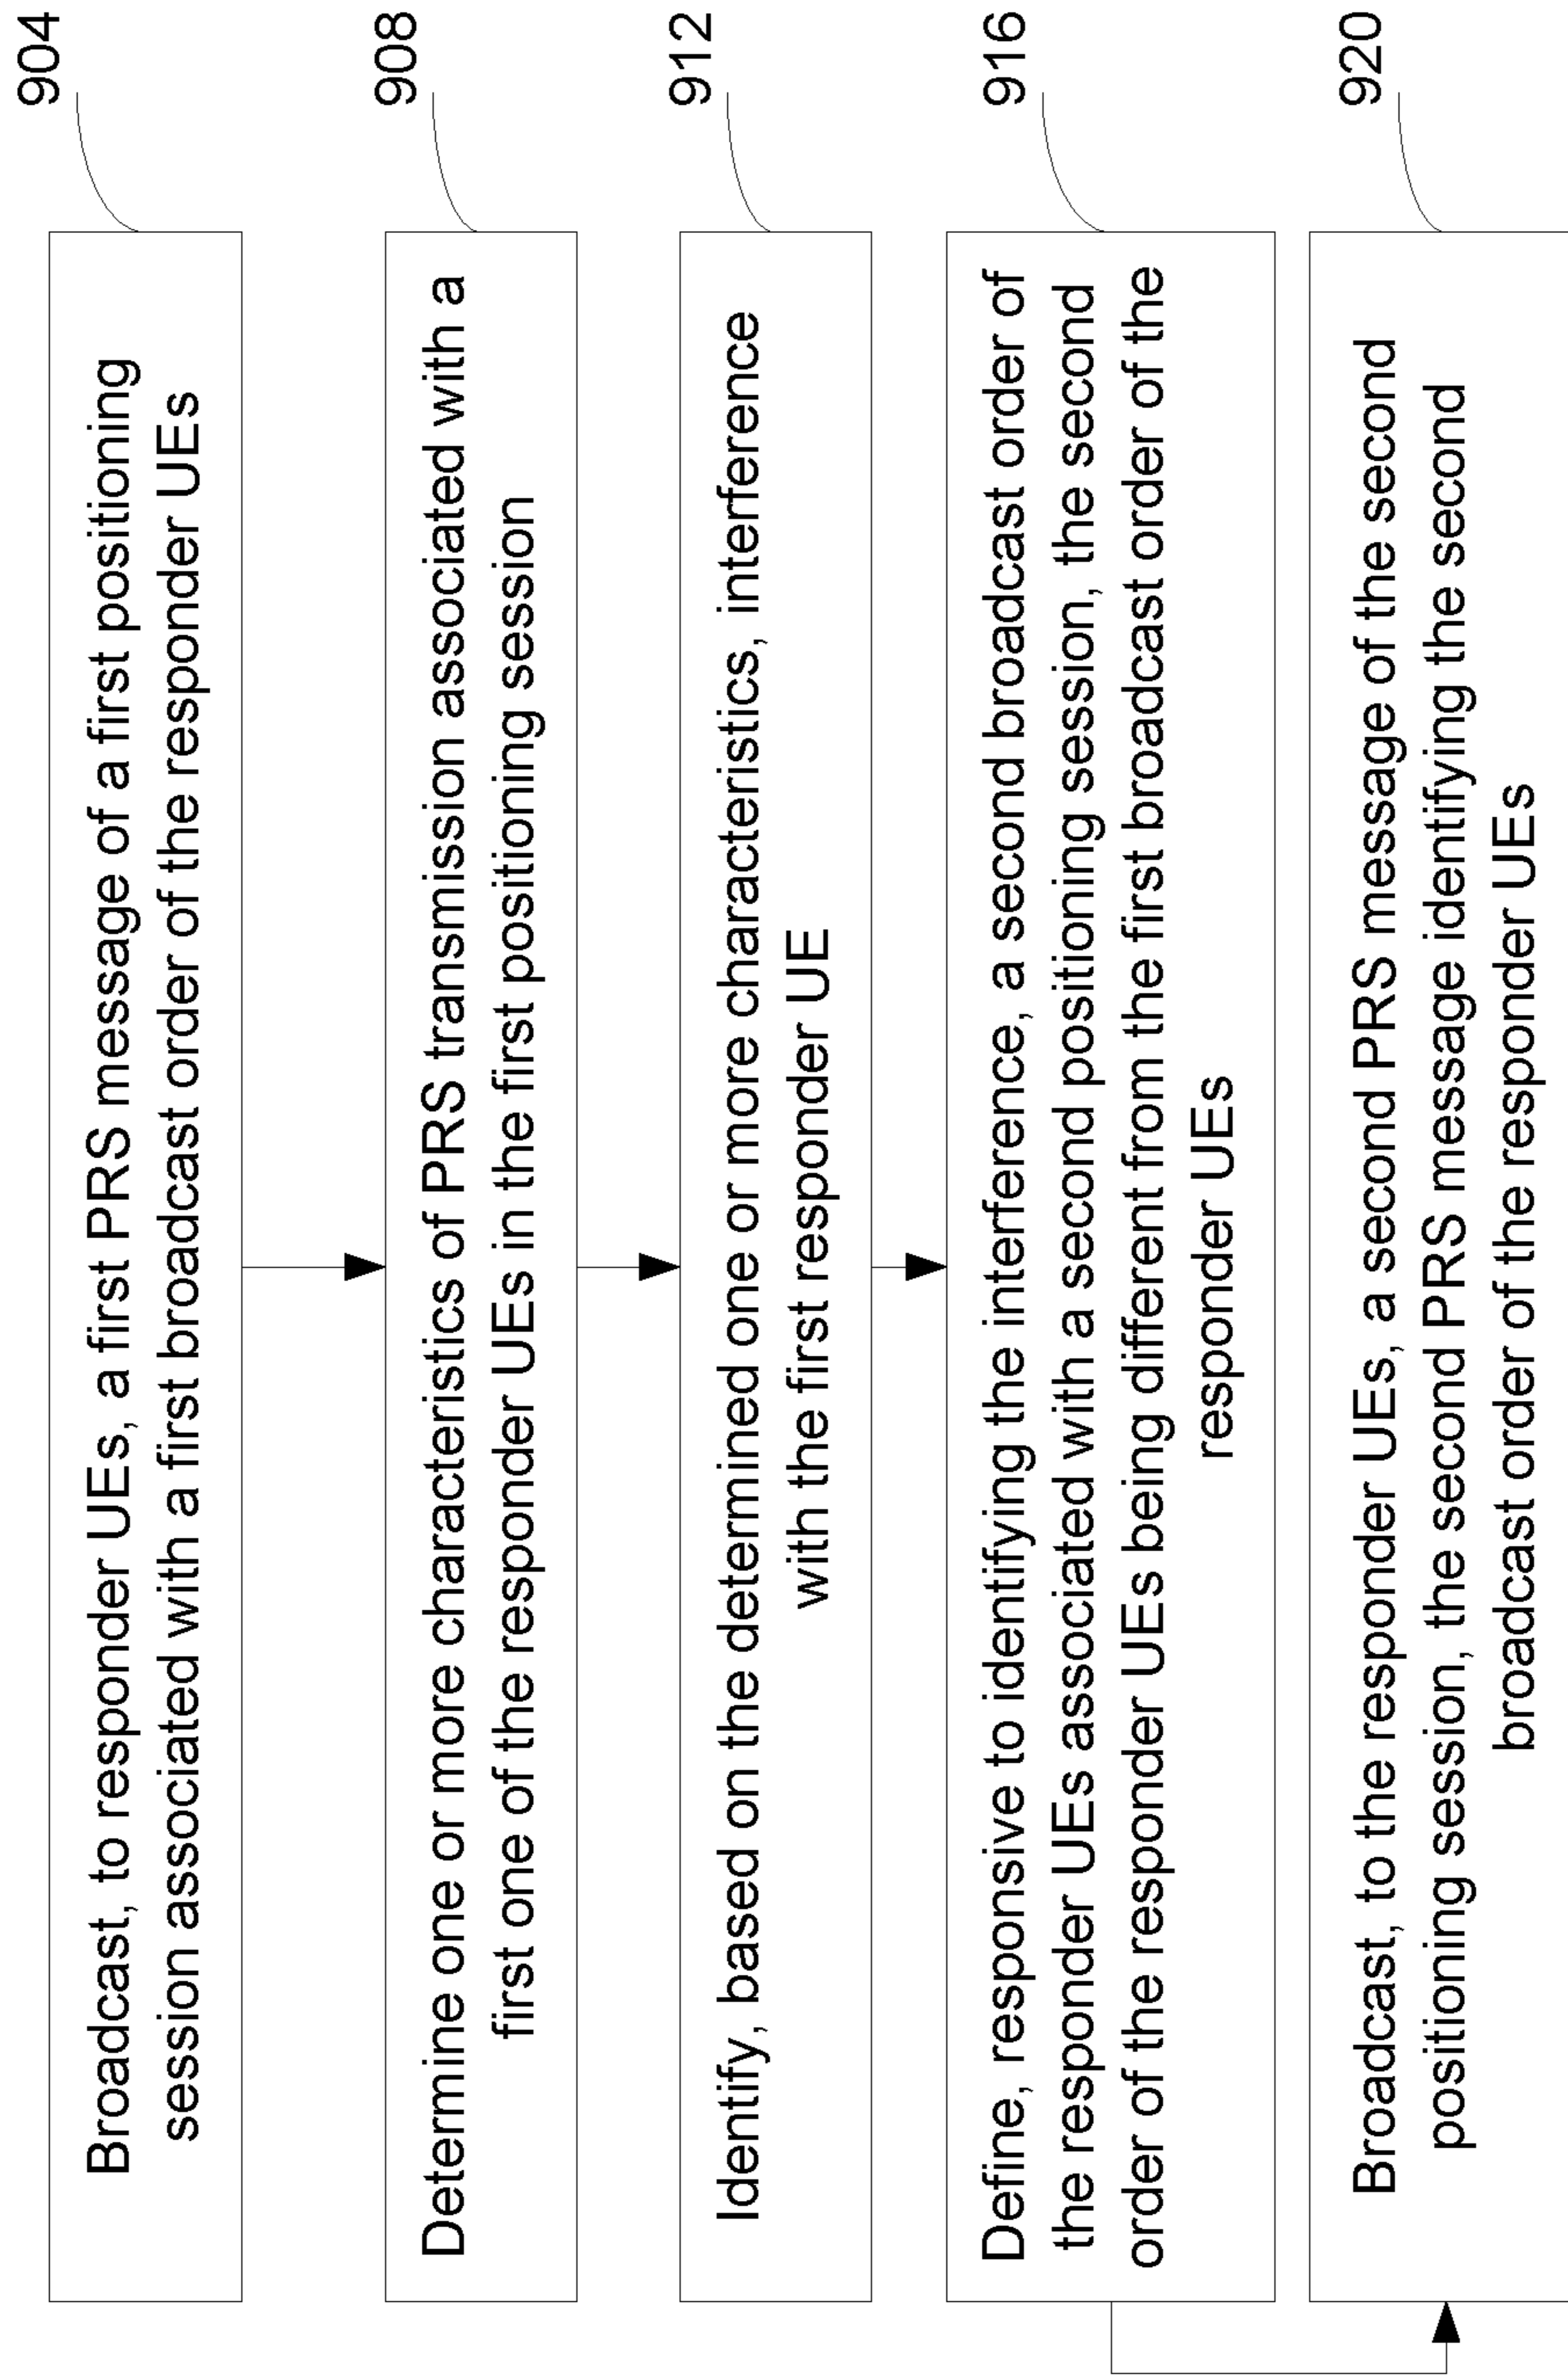 904
Broadcast, to responder UEs, a first PRS message of a first positioning
session associated with a first broadcast order of the responder UEs
908
Determine one or more characteristics of PRS transmission associated with a
first one of the responder UEs in the first positioning session
912
Identify, based on the determined one or more characteristics, interference
with the first responder UE
916
Define, responsive to identifying the interference, a second broadcast order of
the responder UEs associated with a second positioning session, the second
order of the responder UEs being different from the first broadcast order of the
responder UEs
920
Broadcast, to the responder UEs, a second PRS message of the second
positioning session, the second PRS message identifying the second
broadcast order of the responder UEs